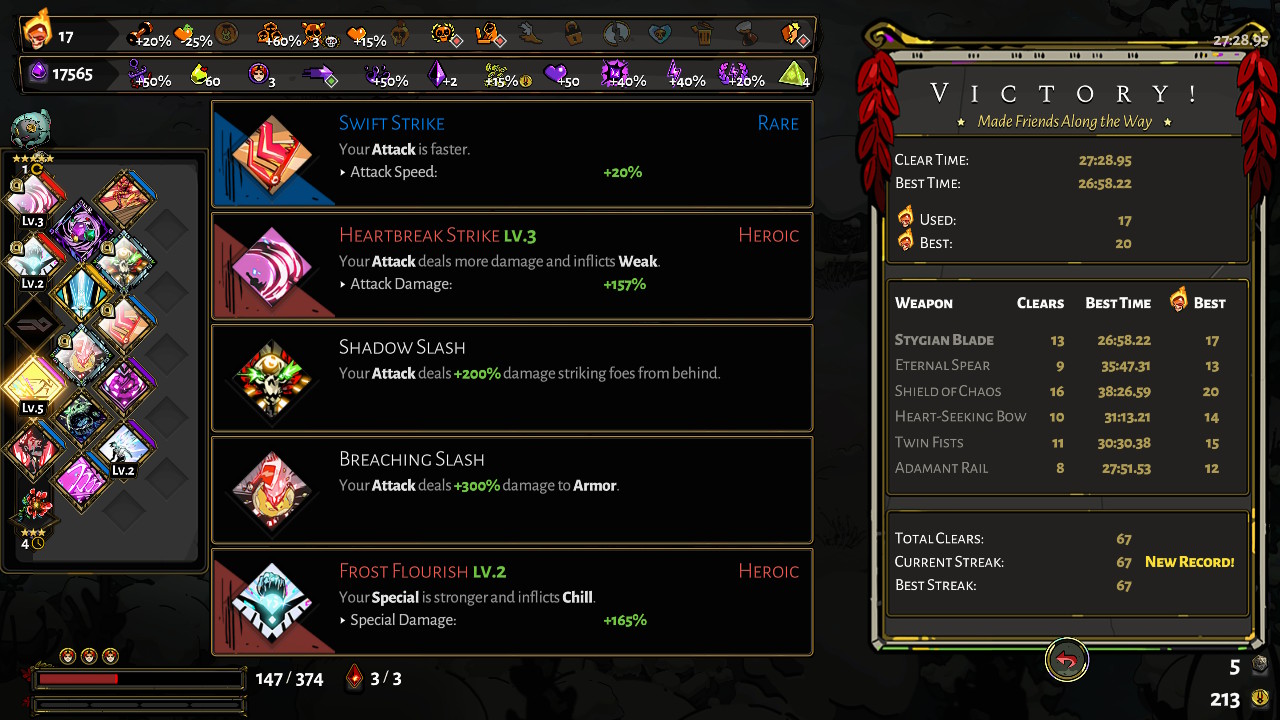 17
+20%
25%
+60%
3
+15%
17565
+50%
60
3
+50%
+2
+15%
+50
+40%
+40%
+20%
4
1
Lv.3
Lv.2
Lv.5
Lv.2
4
Swift Strike Rare
Your Attack is faster.
Attack Speed: +20%
Heartbreak Strike Lv.3 Heroic
Your Attack deals more damage and inflicts Weak.
Attack Damage: +157%
Shadow Slash
Your Attack deals +200% damage striking foes from behind.
Breaching Slash
Your Attack deals +300% damage to Armor.
Frost Flourish Lv.2 Heroic
Your Special is stronger and inflicts Chill.
Special Damage: +165%
147 / 374
3 / 3
27:28.95
Victory!
Made Friends Along the Way
Clear Time: 27:28.95
Best Time: 26:58.22
Used: 17
Best: 20
Weapon Clears Best Time Best
Stygian Blade 13 26:58.22 17
Eternal Spear 9 35:47.31 13
Shield of Chaos 16 38:26.59 20
Heart-Seeking Bow 10 31:13.21 14
Twin Fists 11 30:30.38 15
Adamant Rail 8 27:51.53 12
Total Clears: 67
Current Streak: 67 New Record!
Best Streak: 67
5
213